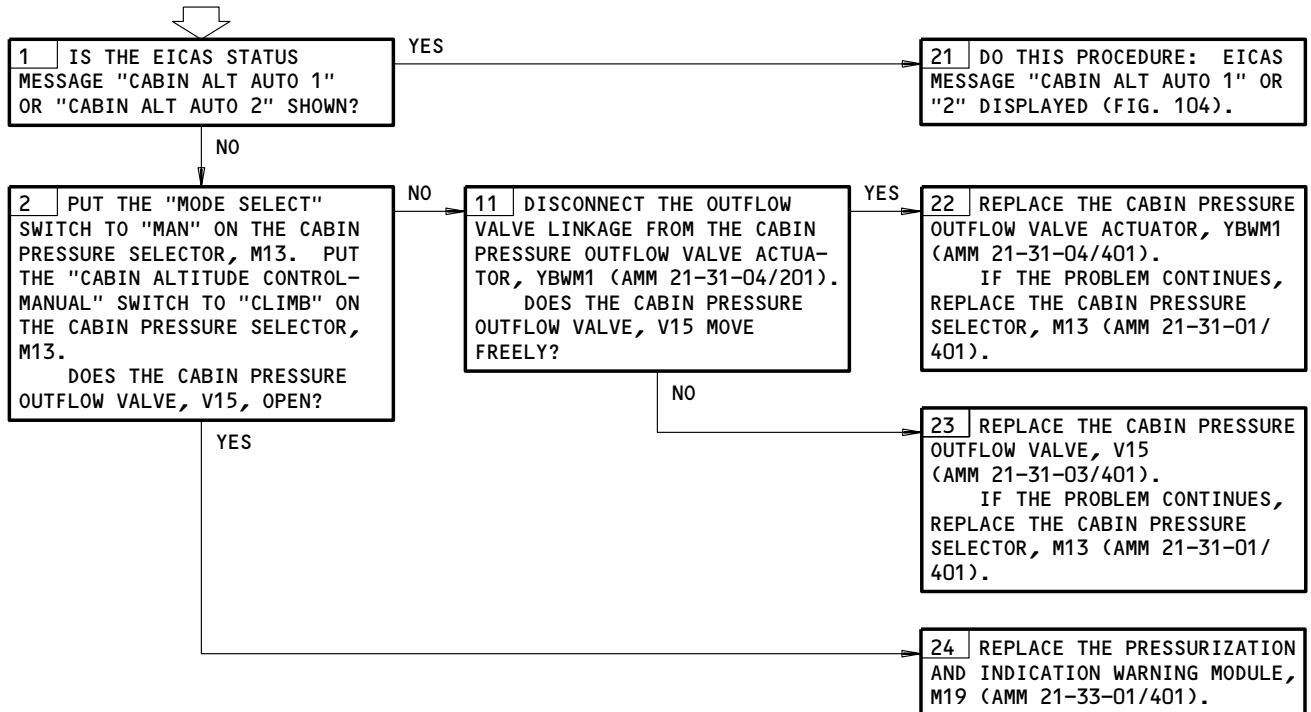 1 IS THE EICAS STATUS
MESSAGE "CABIN ALT AUTO 1"
OR "CABIN ALT AUTO 2" SHOWN?
YES
21 DO THIS PROCEDURE: EICAS
MESSAGE "CABIN ALT AUTO 1" OR
"2" DISPLAYED (FIG. 104).
NO
2 PUT THE "MODE SELECT"
SWITCH TO "MAN" ON THE CABIN
PRESSURE SELECTOR, M13. PUT
THE "CABIN ALTITUDE CONTROL-
MANUAL" SWITCH TO "CLIMB" ON
THE CABIN PRESSURE SELECTOR,
M13.
DOES THE CABIN PRESSURE
OUTFLOW VALVE, V15, OPEN?
NO
11 DISCONNECT THE OUTFLOW
VALVE LINKAGE FROM THE CABIN
PRESSURE OUTFLOW VALVE ACTUA-
TOR, YBWM1 (AMM 21-31-04/201).
DOES THE CABIN PRESSURE
OUTFLOW VALVE, V15 MOVE
FREELY?
YES
22 REPLACE THE CABIN PRESSURE
OUTFLOW VALVE ACTUATOR, YBWM1
(AMM 21-31-04/401).
IF THE PROBLEM CONTINUES,
REPLACE THE CABIN PRESSURE
SELECTOR, M13 (AMM 21-31-01/
401).
NO
23 REPLACE THE CABIN PRESSURE
OUTFLOW VALVE, V15
(AMM 21-31-03/401).
IF THE PROBLEM CONTINUES,
REPLACE THE CABIN PRESSURE
SELECTOR, M13 (AMM 21-31-01/
401).
YES
24 REPLACE THE PRESSURIZATION
AND INDICATION WARNING MODULE,
M19 (AMM 21-33-01/401).